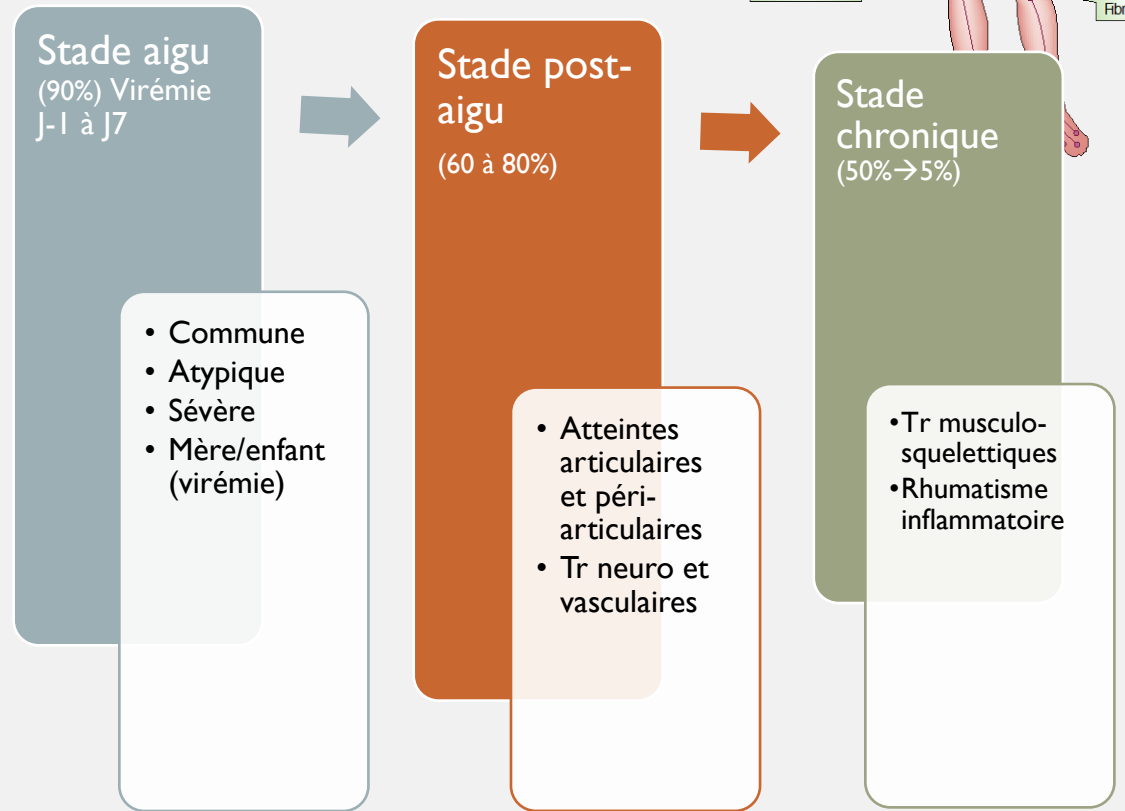 Stade aigu
(90%) Virémie
J-1 à J7
• Commune
• Atypique
• Sévère
• Mère/enfant
(virémie)
Stade post-
aigu
(60 à 80%)
• Atteintes
articulaires
et péri-
articulaires
• Tr neuro et
vasculaires
Stade
chronique
(50%→5%)
•Tr musculo-
squelettiques
•Rhumatisme
inflammatoire